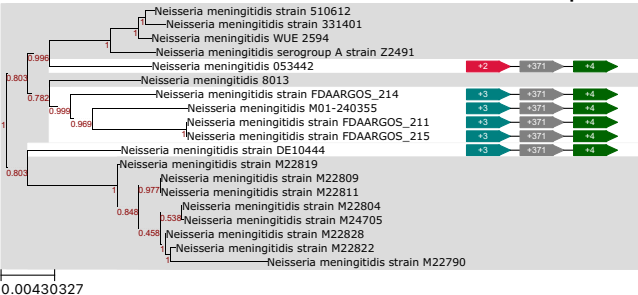 Neisseria meningitidis strain 510612
1
Neisseria meningitidis strain 331401
1
Neisseria meningitidis WUE 2594
1
Neisseria meningitidis serogroup A strain Z2491
0.996
Neisseria meningitidis 053442 +2 +371 +4
0.803
Neisseria meningitidis 8013
0.782
Neisseria meningitidis strain FDAARGOS_214 +3 +371 +4
0.999
Neisseria meningitidis M01-240355 +3 +371 +4
0.969
Neisseria meningitidis strain FDAARGOS_211 +3 +371 +4
1
1
Neisseria meningitidis strain FDAARGOS_215 +3 +371 +4
Neisseria meningitidis strain DE10444 +3 +371 +4
Neisseria meningitidis strain M22819
0.803
Neisseria meningitidis strain M22809
1
0.977
Neisseria meningitidis strain M22811
Neisseria meningitidis strain M22804
0.848
0.538
Neisseria meningitidis strain M24705
0.458
Neisseria meningitidis strain M22828
1
Neisseria meningitidis strain M22822
1
Neisseria meningitidis strain M22790
0.00430327